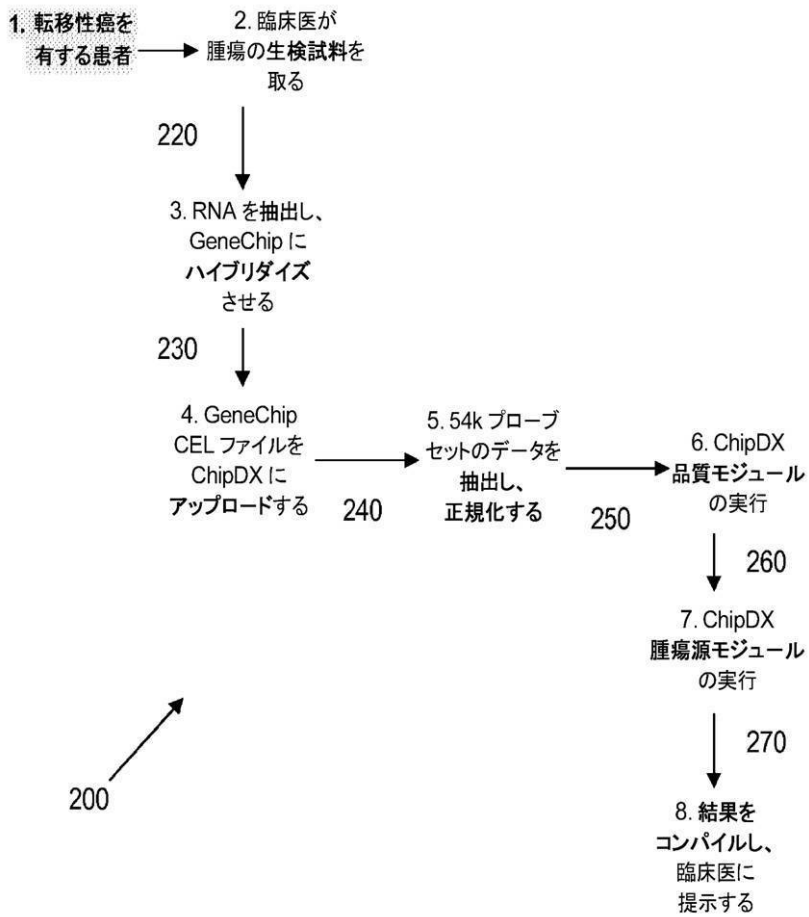 1. 転移性癌を
有する患者
2. 臨床医が
腫瘍の生検試料を
取る
220
3. RNA を抽出し、
GeneChip に
ハイブリダイズ
させる
230
4. GeneChip
CEL ファイルを
ChipDX に
アップロードする
240
5. 54k プローブ
セットのデータを
抽出し、
正規化する
250
6. ChipDX
品質モジュール
の実行
260
7. ChipDX
腫瘍源モジュール
の実行
270
8. 結果を
コンパイルし、
臨床医に
提示する
200